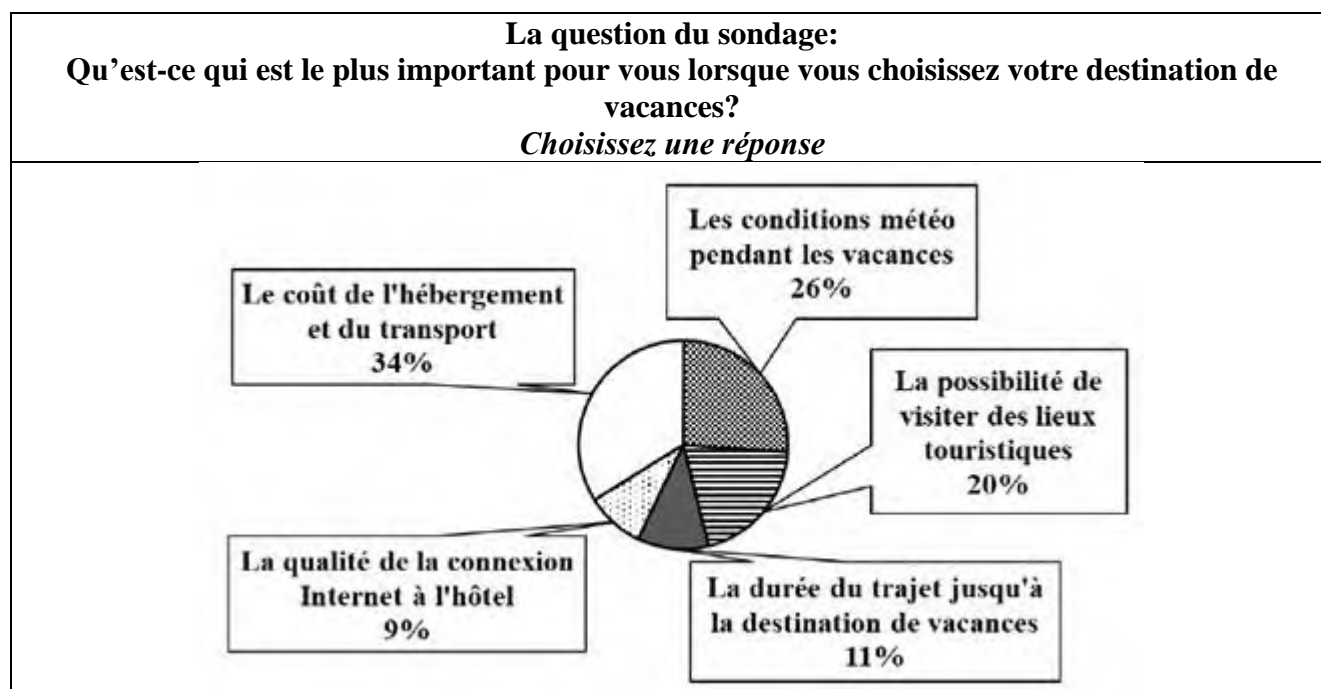 La question du sondage:
Qu’est-ce qui est le plus important pour vous lorsque vous choisissez votre destination de
vacances?
Choisissez une réponse
Les conditions météo
pendant les vacances
26%
Le coût de l'hébergement
et du transport
34%
La possibilité de
visiter des lieux
touristiques
20%
La qualité de la connexion
Internet à l'hôtel
9%
La durée du trajet jusqu'à
la destination de vacances
11%